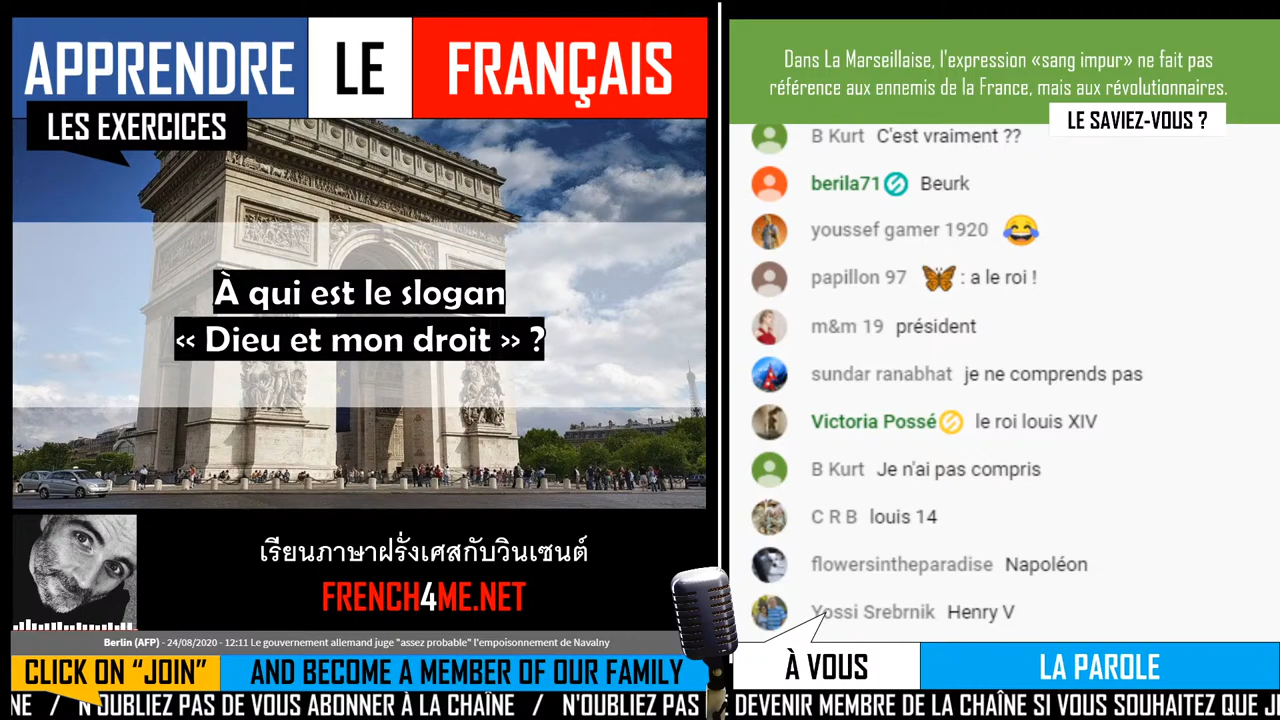 APPRENDRE LE FRANÇAIS
LES EXERCICES
À qui est le slogan
« Dieu et mon droit » ?
เรียนภาษาฝรั่งเศสกับวินเซนต์
FRENCH4ME.NET
Berlin (AFP) - 24/08/2020 - 12:11 Le gouvernement allemand juge "assez probable" l'empoisonnement de Navalny
CLICK ON “JOIN” AND BECOME A MEMBER OF OUR FAMILY
NE / N'OUBLIEZ PAS DE VOUS ABONNER À LA CHAÎNE / N'OUBLIEZ PAS
Dans La Marseillaise, l'expression «sang impur» ne fait pas
référence aux ennemis de la France, mais aux révolutionnaires.
LE SAVIEZ-VOUS ?
B Kurt C'est vraiment ??
berila71 Beurk
youssef gamer 1920 😂
papillon 97 🦋 : a le roi !
m&m 19 président
sundar ranabhat je ne comprends pas
Victoria Possé le roi louis XIV
B Kurt Je n'ai pas compris
C R B louis 14
flowersintheparadise Napoléon
Yossi Srebrnik Henry V
À VOUS LA PAROLE
DEVENIR MEMBRE DE LA CHAÎNE SI VOUS SOUHAITEZ QUE J